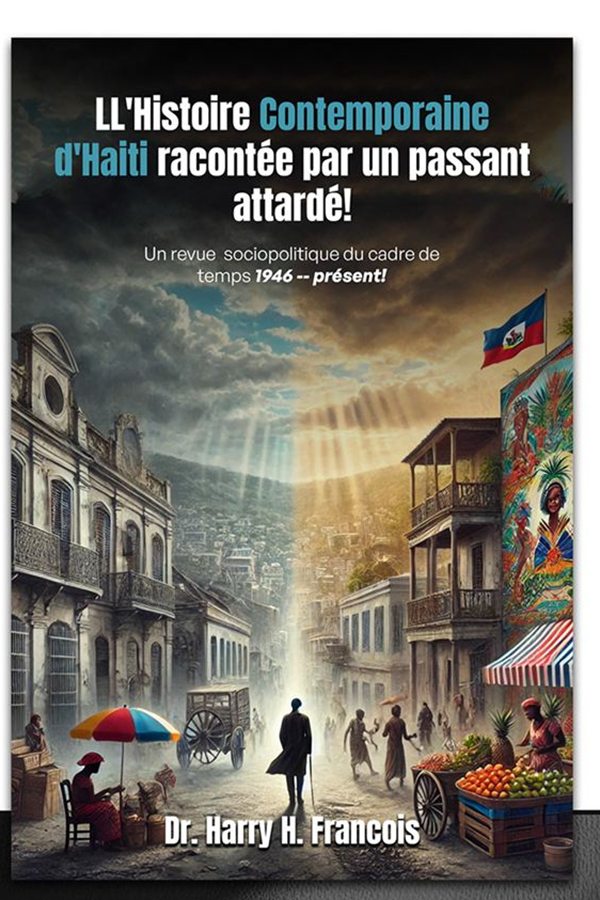 LL'Histoire Contemporaine
d'Haiti racontée par un passant
attardé!
Un revue sociopolitique du cadre de
temps 1946 -- présent!
Dr. Harry H. Francois